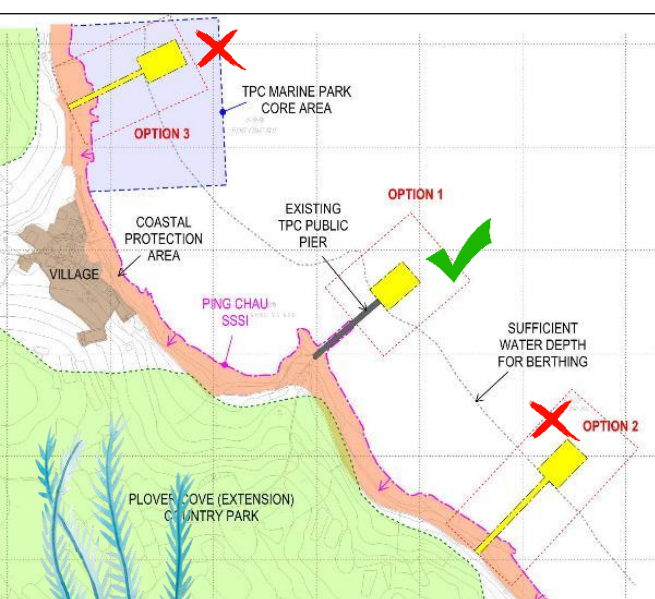 TPC MARINE PARK
CORE AREA
OPTION 3
OPTION 1
EXISTING
TPC PUBLIC
PIER
COASTAL
PROTECTION
AREA
VILLAGE
PING CHAU
SSSI
SUFFICIENT
WATER DEPTH
FOR BERTHING
OPTION 2
PLOVER COVE (EXTENSION)
COUNTRY PARK